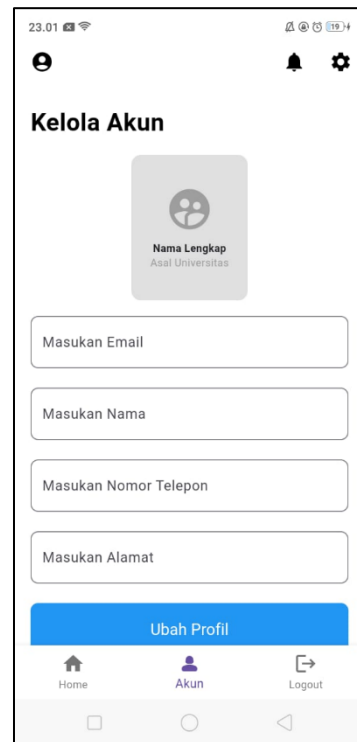 23.01
19
Kelola Akun
Nama Lengkap
Asal Universitas
Masukan Email
Masukan Nama
Masukan Nomor Telepon
Masukan Alamat
Ubah Profil
Home
Akun
Logout